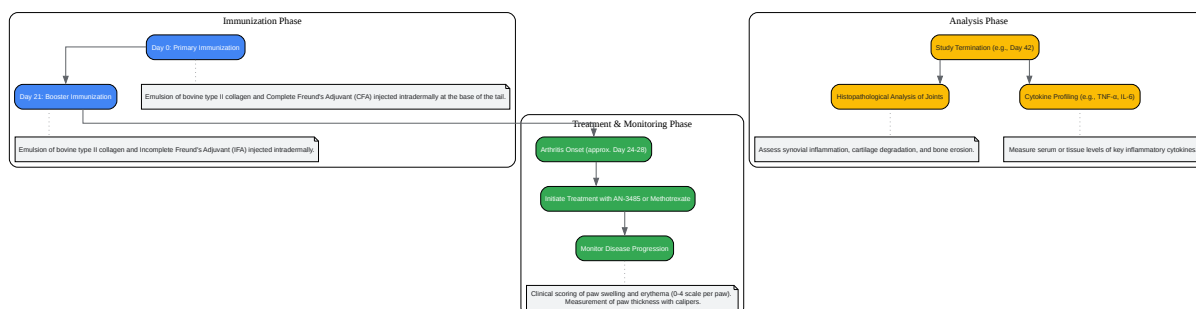 Immunization Phase
Day 0: Primary Immunization
Day 21: Booster Immunization
Emulsion of bovine type II collagen and Complete Freund's Adjuvant (CFA) injected intradermally at the base of the tail.
Emulsion of bovine type II collagen and Incomplete Freund's Adjuvant (IFA) injected intradermally.
Treatment & Monitoring Phase
Arthritis Onset (approx. Day 24-28)
Initiate Treatment with AN-3485 or Methotrexate
Monitor Disease Progression
Clinical scoring of paw swelling and erythema (0-4 scale per paw).
Measurement of paw thickness with calipers.
Analysis Phase
Study Termination (e.g., Day 42)
Histopathological Analysis of Joints
Cytokine Profiling (e.g., TNF-α, IL-6)
Assess synovial inflammation, cartilage degradation, and bone erosion.
Measure serum or tissue levels of key inflammatory cytokines.